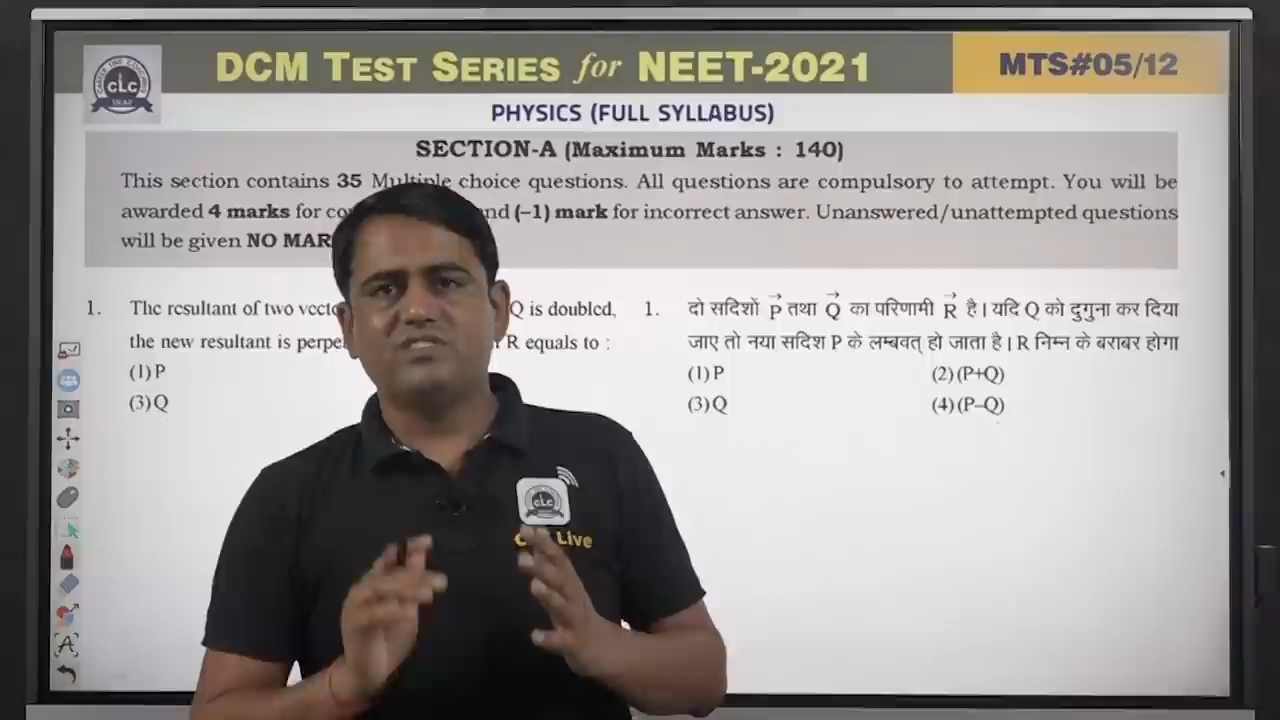 DCM TEST SERIES for NEET-2021
MTS#05/12
CLC
PHYSICS (FULL SYLLABUS)
SECTION-A (Maximum Marks : 140)
This section contains 35 Multiple choice questions. All questions are compulsory to attempt. You will be
awarded 4 marks for and (–1) mark for incorrect answer. Unanswered/unattempted questions
will be given NO
1. The resultant of two Q is doubled,
the new resultant is R equals to :
(1) P
(3) Q
1. दो सदिशों P⃗ तथा Q⃗ का परिणामी R⃗ है। यदि Q को दुगुना कर दिया
जाए तो नया सदिश P के लम्बवत् हो जाता है। R निम्न के बराबर होगा
(1) P (2) (P+Q)
(3) Q (4) (P–Q)
CLC
Live